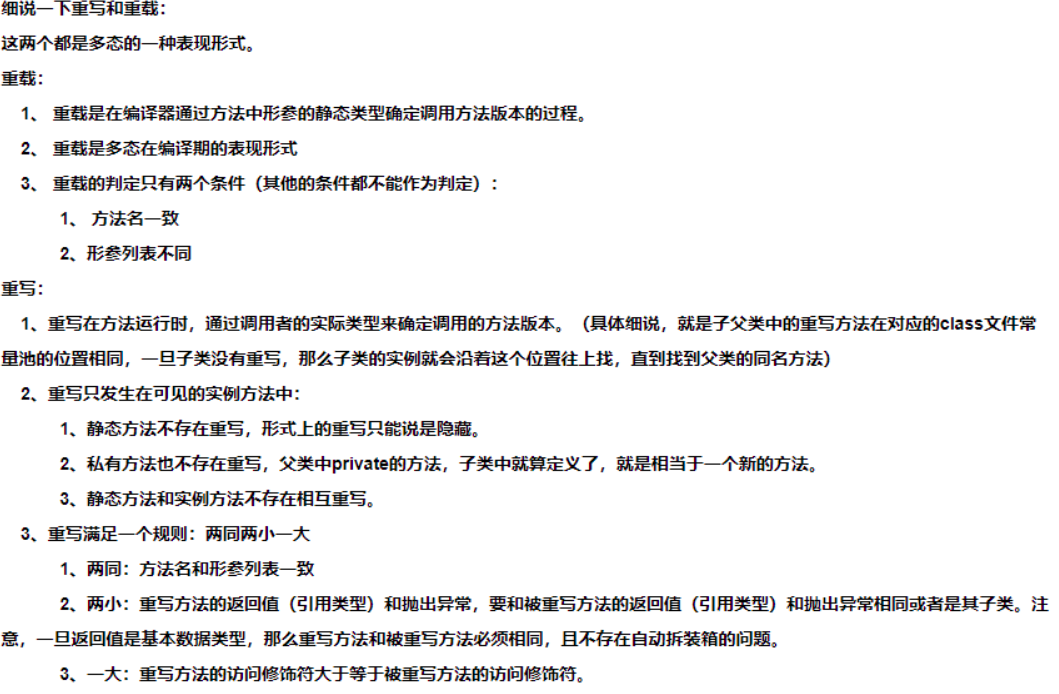 细说一下重写和重载：
这两个都是多态的一种表现形式。
重载：
1、 重载是在编译器通过方法中形参的静态类型确定调用方法版本的过程。
2、 重载是多态在编译期的表现形式
3、 重载的判定只有两个条件（其他的条件都不能作为判定）：
1、 方法名一致
2、形参列表不同
重写：
1、重写在方法运行时，通过调用者的实际类型来确定调用的方法版本。（具体细说，就是子父类中的重写方法在对应的class文件常
量池的位置相同，一旦子类没有重写，那么子类的实例就会沿着这个位置往上找，直到找到父类的同名方法）
2、重写只发生在可见的实例方法中：
1、静态方法不存在重写，形式上的重写只能说是隐藏。
2、私有方法也不存在重写，父类中private的方法，子类中就算定义了，就是相当于一个新的方法。
3、静态方法和实例方法不存在相互重写。
3、重写满足一个规则：两同两小一大
1、两同：方法名和形参列表一致
2、两小：重写方法的返回值（引用类型）和抛出异常，要和被重写方法的返回值（引用类型）和抛出异常相同或者是其子类。注
意，一旦返回值是基本数据类型，那么重写方法和被重写方法必须相同，且不存在自动拆装箱的问题。
3、一大：重写方法的访问修饰符大于等于被重写方法的访问修饰符。